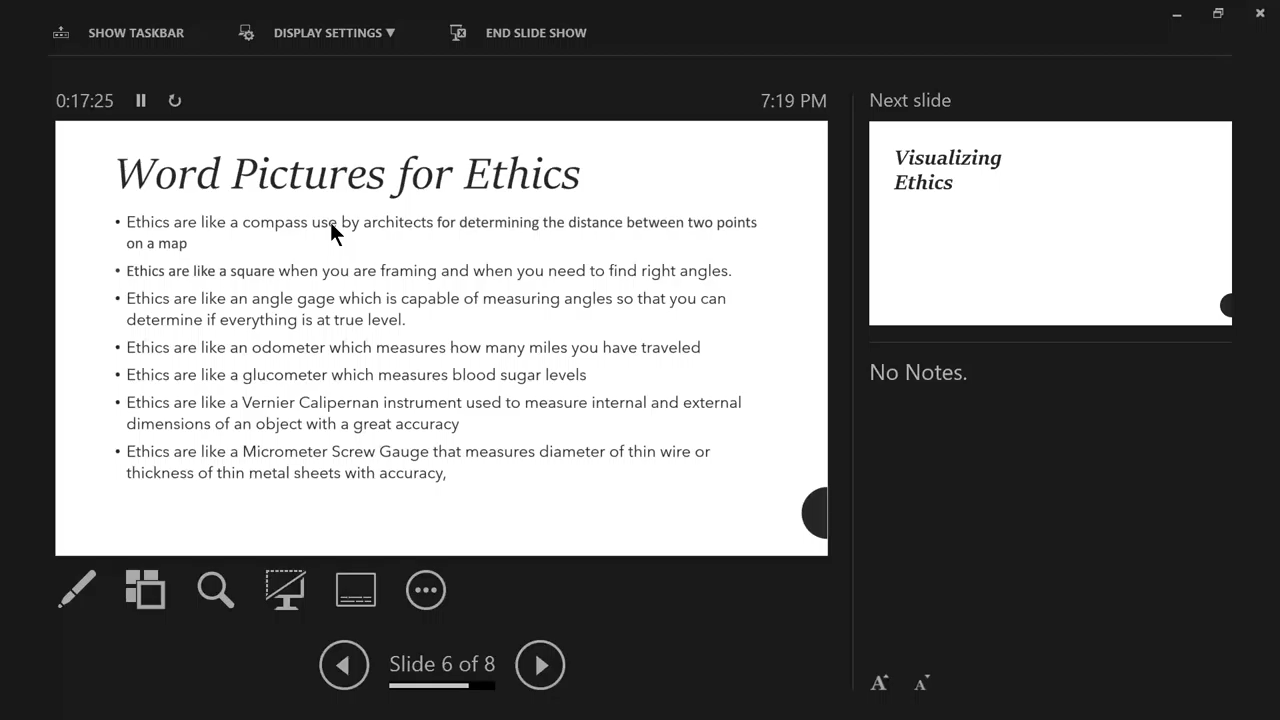 SHOW TASKBAR
DISPLAY SETTINGS ▼
END SLIDE SHOW
0:17:25
7:19 PM
Next slide
Word Pictures for Ethics
• Ethics are like a compass use by architects for determining the distance between two points
on a map
• Ethics are like a square when you are framing and when you need to find right angles.
• Ethics are like an angle gage which is capable of measuring angles so that you can
determine if everything is at true level.
• Ethics are like an odometer which measures how many miles you have traveled
• Ethics are like a glucometer which measures blood sugar levels
• Ethics are like a Vernier Calipernan instrument used to measure internal and external
dimensions of an object with a great accuracy
• Ethics are like a Micrometer Screw Gauge that measures diameter of thin wire or
thickness of thin metal sheets with accuracy,
Visualizing
Ethics
No Notes.
Slide 6 of 8
A A